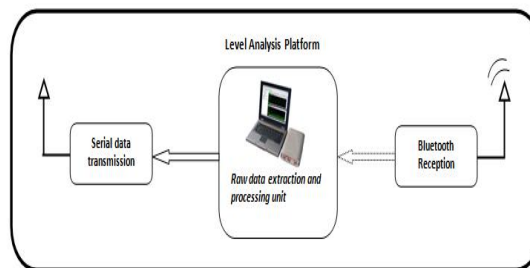 Level Analysis Platform
Serial data
transmission
Raw data extraction and
processing unit
Bluetooth
Reception